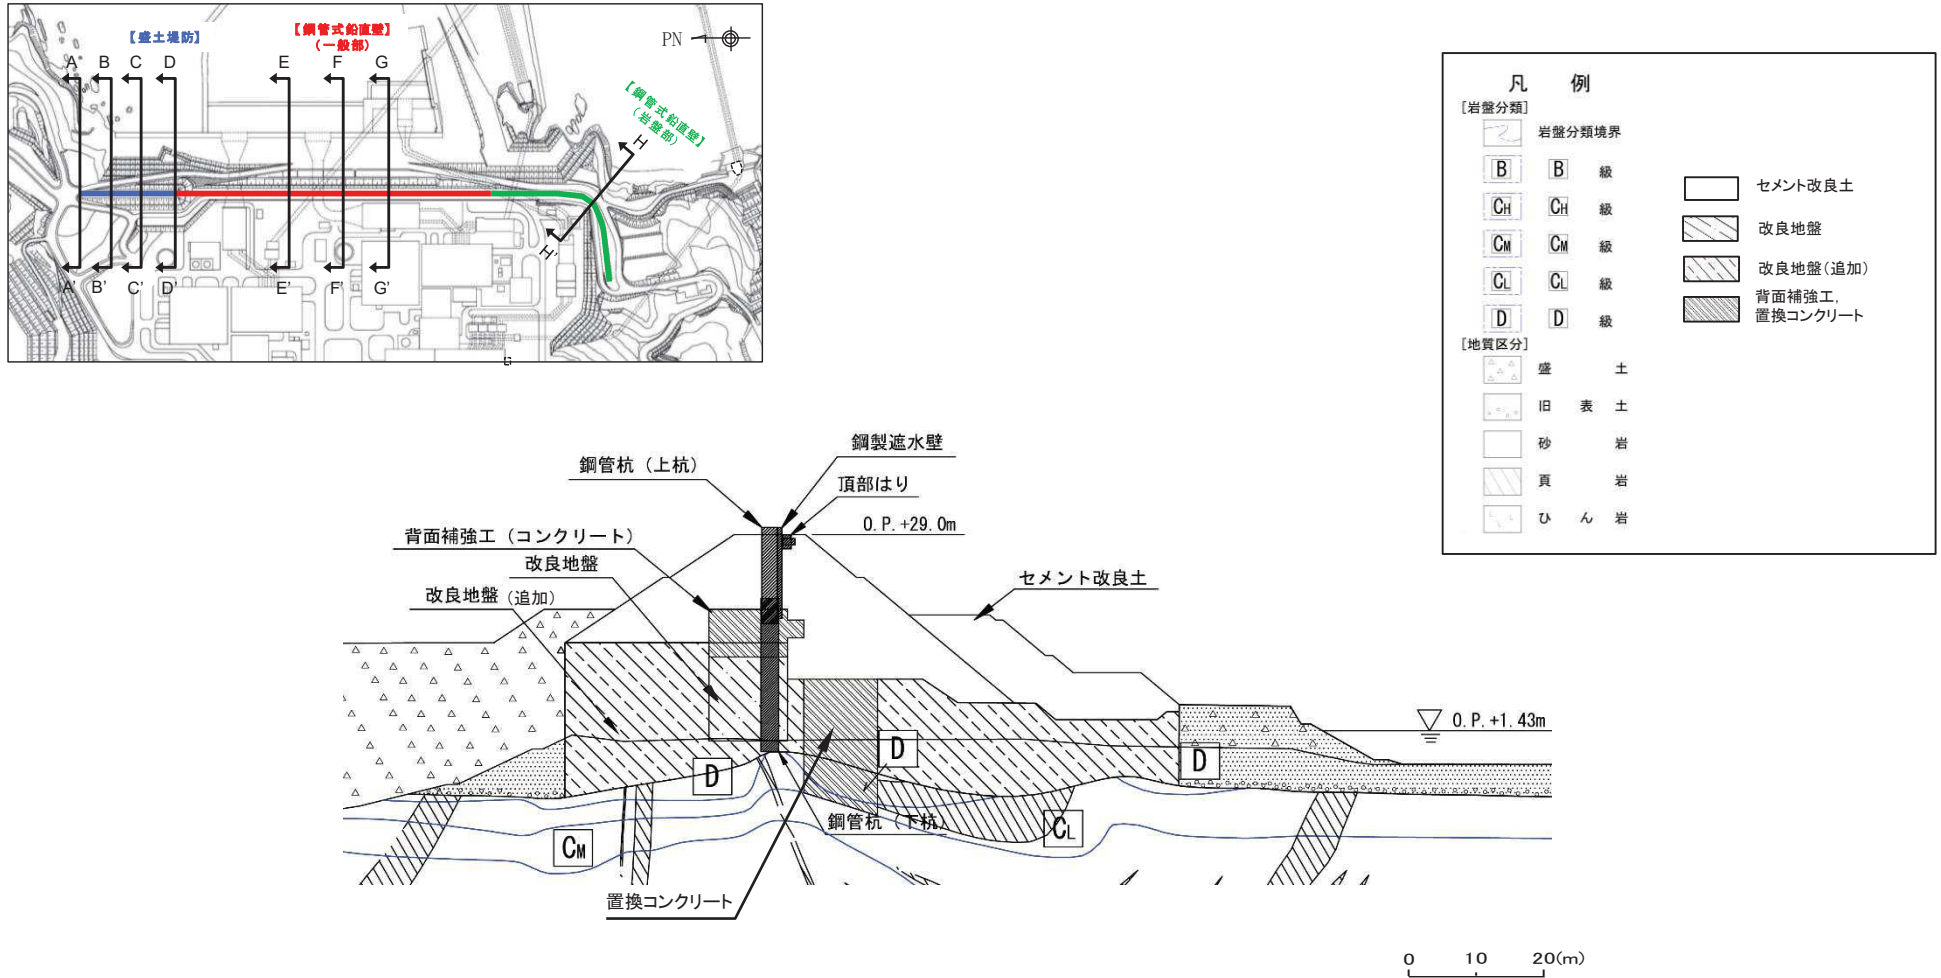 【盛土堤防】
【鋼管式鉛直壁】
(一般部)
PN
A B C D E F G
【鋼管式鉛直壁】
(岩盤部)
H
H'
A' B' C' D' E' F' G'
凡 例
[岩盤分類]
岩盤分類境界
B B 級
CH CH 級
CM CM 級
CL CL 級
D D 級
[地質区分]
盛 土
旧 表 土
砂 岩
頁 岩
ひ ん 岩
セメント改良土
改良地盤
改良地盤(追加)
背面補強工,
置換コンクリート
鋼製遮水壁
鋼管杭（上杭）
頂部はり
O.P.+29.0m
背面補強工（コンクリート）
改良地盤
セメント改良土
改良地盤(追加)
O.P.+1.43m
D
D
D
鋼管杭（下杭）
CL
CM
置換コンクリート
0 10 20(m)